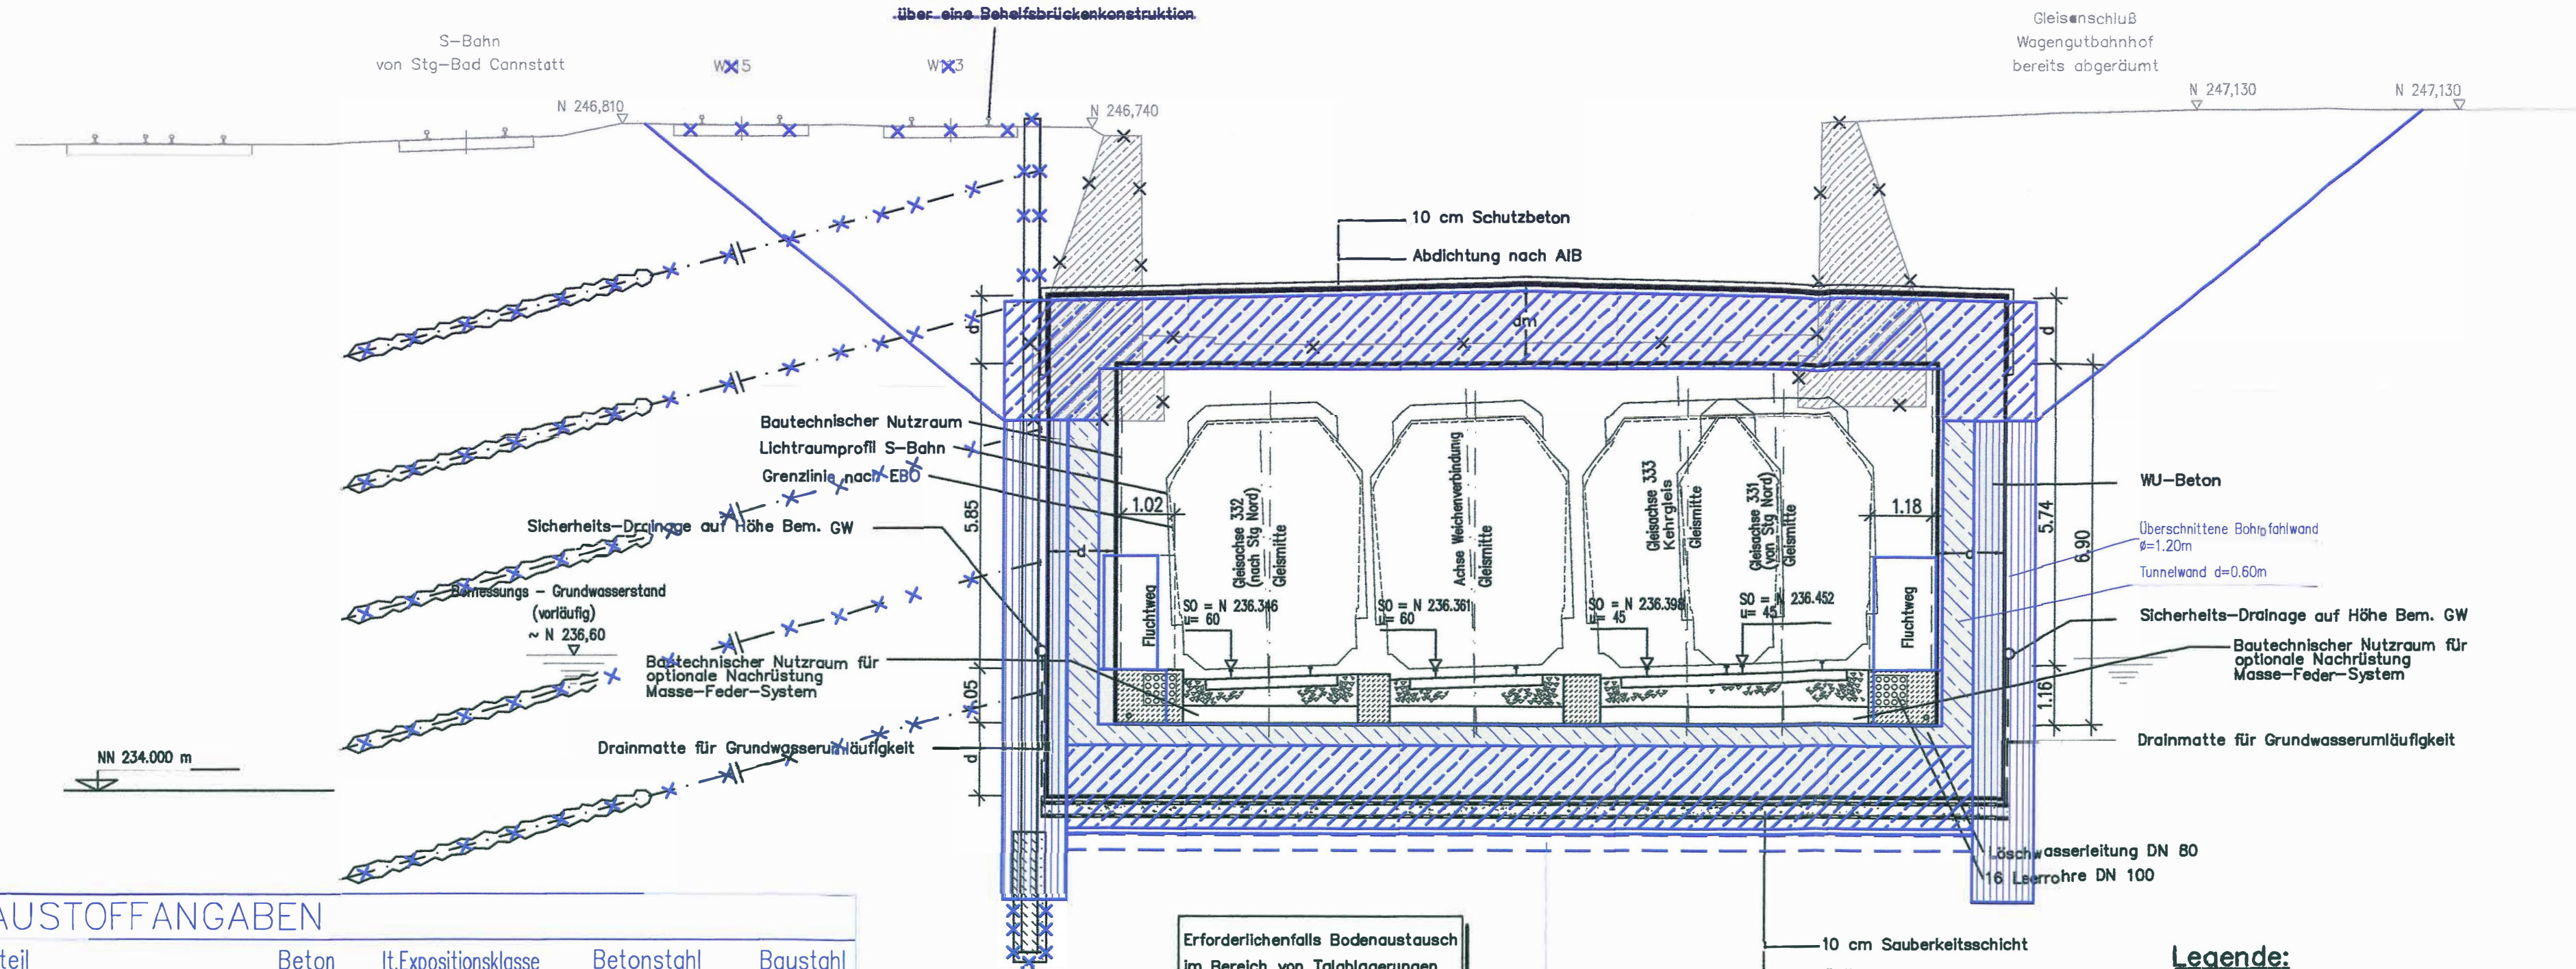 über eine Behelfsbrückenkonstruktion
S-Bahn
von Stg-Bad Cannstatt
Gleisanschluß
Wagengutbahnhof
bereits abgeräumt
N 246,810
N 246,740
N 247,130
N 247,130
10 cm Schutzbeton
Abdichtung nach AIB
d
dm
d
Bautechnischer Nutzraum
Lichtraumprofil S-Bahn
Grenzlinie nach EBO
Sicherheits-Drainage auf Höhe Bem. GW
5.85
1.02
1.18
d
d
5.74
6.90
WU-Beton
Überschnittene Bohrpfahlwand
ø=1.20m
Tunnelwand d=0.60m
Gleisachse 332
(nach Stg Nord)
Gleismitte
Achse Weichenverbindung
Gleismitte
Gleisachse 333
Kehrgleis
Gleismitte
Gleisachse 331
(von Stg Nord)
Gleismitte
Bemessungs - Grundwasserstand
(vorläufig)
~ N 236,60
Fluchtweg
SO = N 236.346
u= 60
SO = N 236.361
u= 60
SO = N 236.398
u= 45
SO = N 236.452
u= 45
Fluchtweg
Sicherheits-Drainage auf Höhe Bem. GW
Bautechnischer Nutzraum für
optionale Nachrüstung
Masse-Feder-System
Bautechnischer Nutzraum für
optionale Nachrüstung
Masse-Feder-System
1.05
1.16
Drainmatte für Grundwasserumläufigkeit
Drainmatte für Grundwasserumläufigkeit
d
NN 234.000 m
Löschwasserleitung DN 80
16 Leerrohre DN 100
AUSTOFFANGABEN
teil Beton lt.Expositionsklasse Betonstahl Baustahl
Erforderlichenfalls Bodenaustausch
im Bereich von Talablagerungen
10 cm Sauberkeitsschicht
Legende: